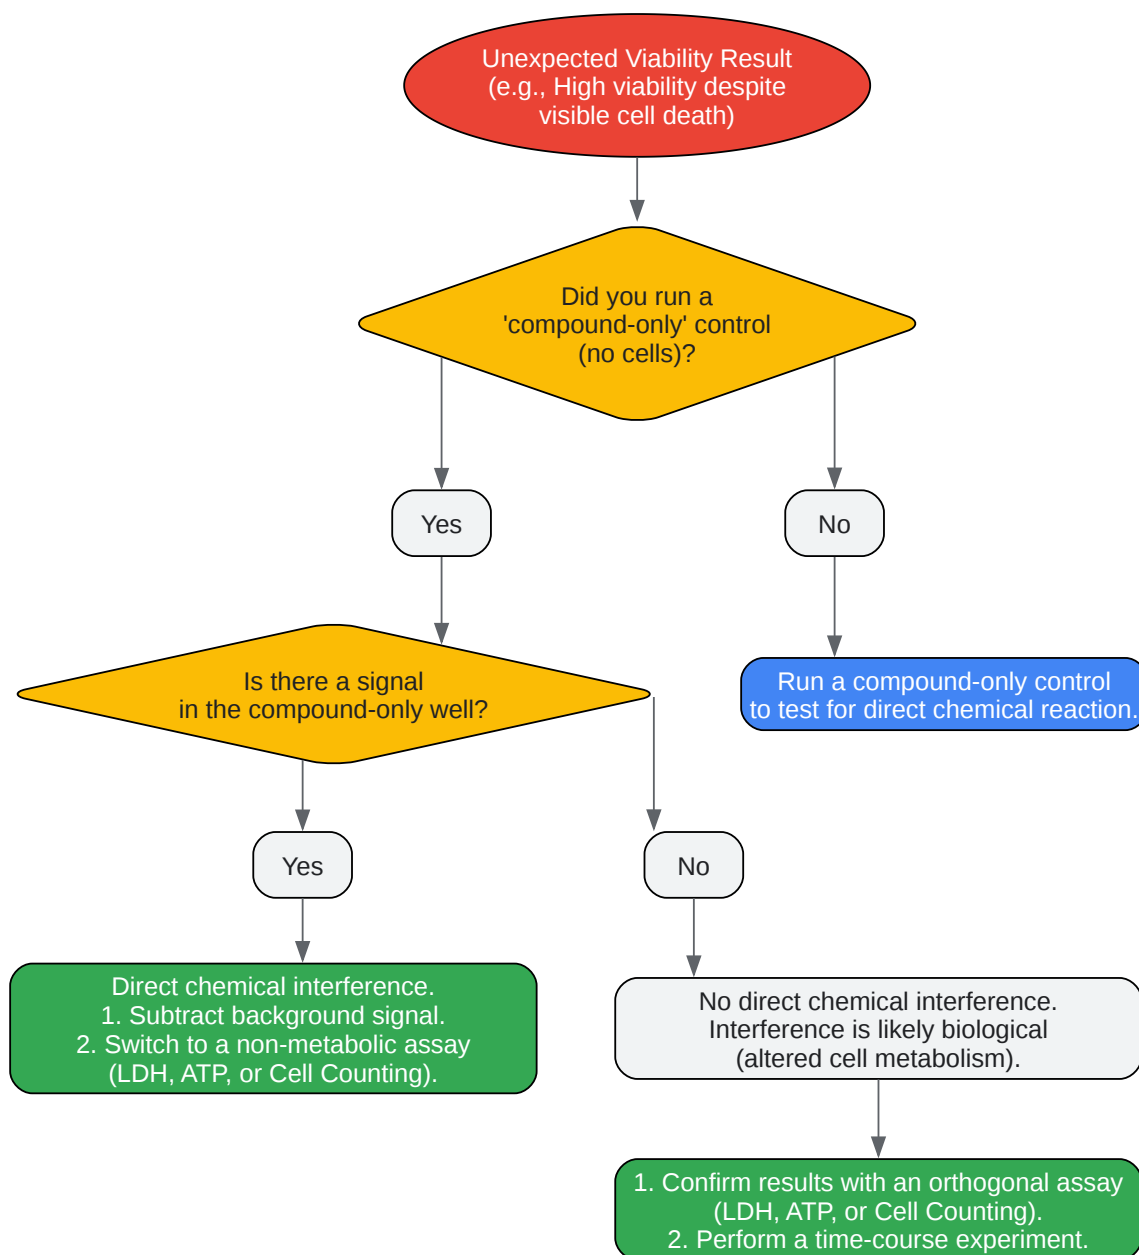 Unexpected Viability Result
(e.g., High viability despite
visible cell death)
Did you run a
'compound-only' control
(no cells)?
Yes
No
Is there a signal
in the compound-only well?
Run a compound-only control
to test for direct chemical reaction.
Yes
No
Direct chemical interference.
1. Subtract background signal.
2. Switch to a non-metabolic assay
(LDH, ATP, or Cell Counting).
No direct chemical interference.
Interference is likely biological
(altered cell metabolism).
1. Confirm results with an orthogonal assay
(LDH, ATP, or Cell Counting).
2. Perform a time-course experiment.